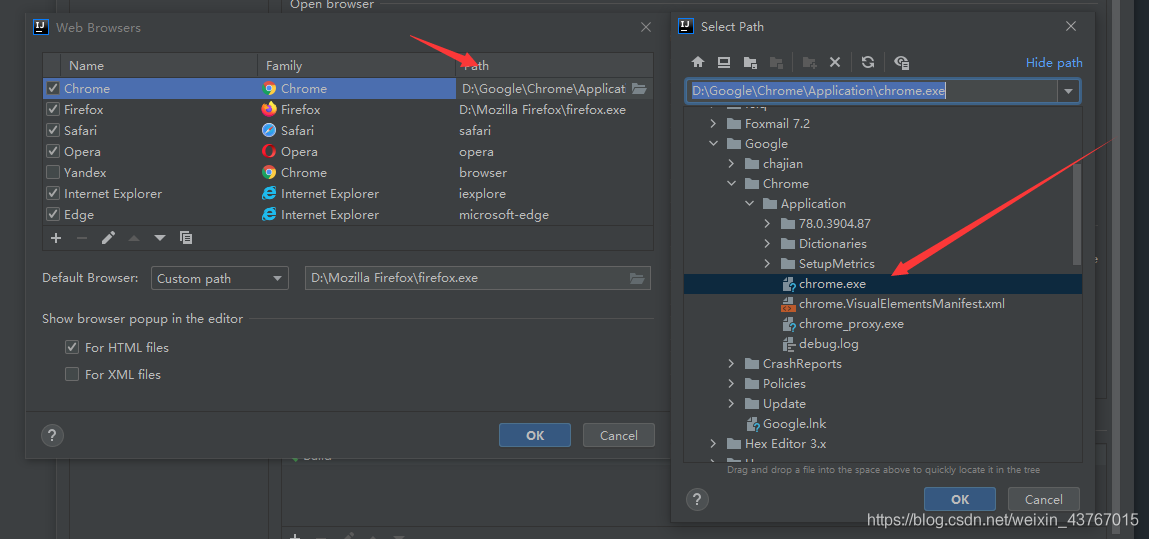 Open browser
Web Browsers
Name Family Path
Chrome Chrome D:\Google\Chrome\Applicat
Firefox Firefox D:\Mozilla Firefox\firefox.exe
Safari Safari safari
Opera Opera opera
Yandex Chrome browser
Internet Explorer Internet Explorer iexplore
Edge Internet Explorer microsoft-edge
Default Browser: Custom path D:\Mozilla Firefox\firefox.exe
Show browser popup in the editor
For HTML files
For XML files
? OK Cancel
Build
Select Path
Hide path
D:\Google\Chrome\Application\chrome.exe
Foxmail 7.2
Google
chajian
Chrome
Application
78.0.3904.87
Dictionaries
SetupMetrics
chrome.exe
chrome.VisualElementsManifest.xml
chrome_proxy.exe
debug.log
CrashReports
Policies
Update
Google.lnk
Hex Editor 3.x
Drag and drop a file into the space above to quickly locate it in the tree
? OK Cancel
https://blog.csdn.net/weixin_43767015